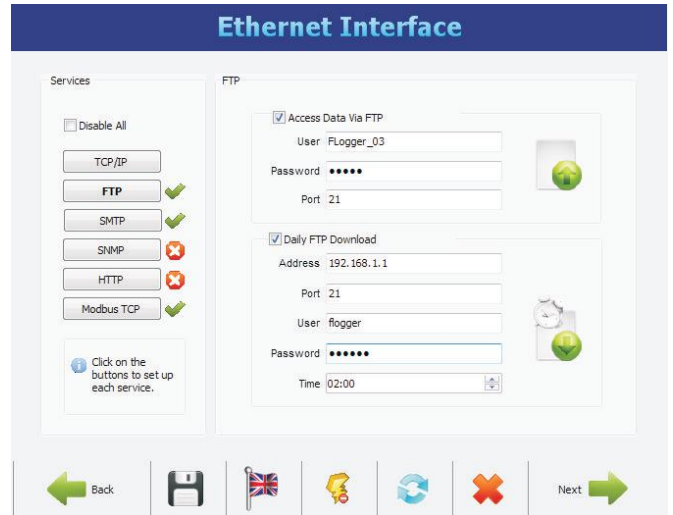 Ethernet Interface
Services
Disable All
TCP/IP
FTP
SMTP
SNMP
HTTP
Modbus TCP
Click on the
buttons to set up
each service.
FTP
Access Data Via FTP
User FLogger_03
Password •••••
Port 21
Daily FTP Download
Address 192.168.1.1
Port 21
User flogger
Password ••••••
Time 02:00
Back
Next